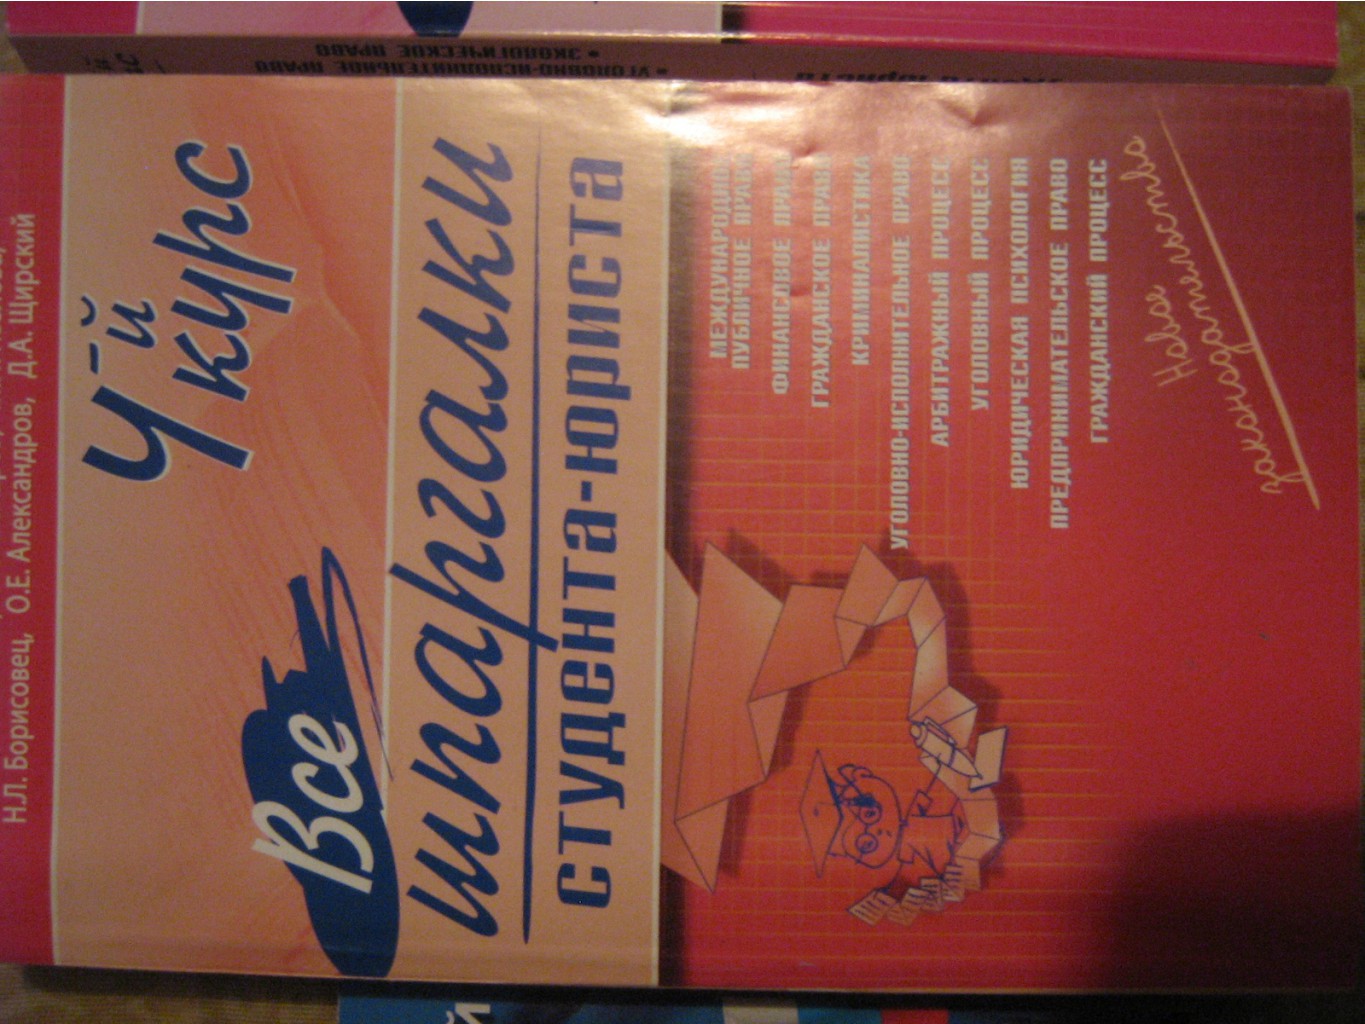 Н.Л. Борисовец, О.Е. Александров, Д.А. Щирский
4-й
курс
Все
шпаргалки
студента-юриста
МЕЖДУНАРОДНОЕ
ПУБЛИЧНОЕ ПРАВО
ФИНАНСОВОЕ ПРАВО
ГРАЖДАНСКОЕ ПРАВО
КРИМИНАЛИСТИКА
УГОЛОВНО-ИСПОЛНИТЕЛЬНОЕ ПРАВО
АРБИТРАЖНЫЙ ПРОЦЕСС
УГОЛОВНЫЙ ПРОЦЕСС
ЮРИДИЧЕСКАЯ ПСИХОЛОГИЯ
ПРЕДПРИНИМАТЕЛЬСКОЕ ПРАВО
ГРАЖДАНСКИЙ ПРОЦЕСС
Новое
законодательство
• УГОЛОВНО-ИСПОЛНИТЕЛЬНОЕ ПРАВО
• ЭКОЛОГИЧЕСКОЕ ПРАВО
й